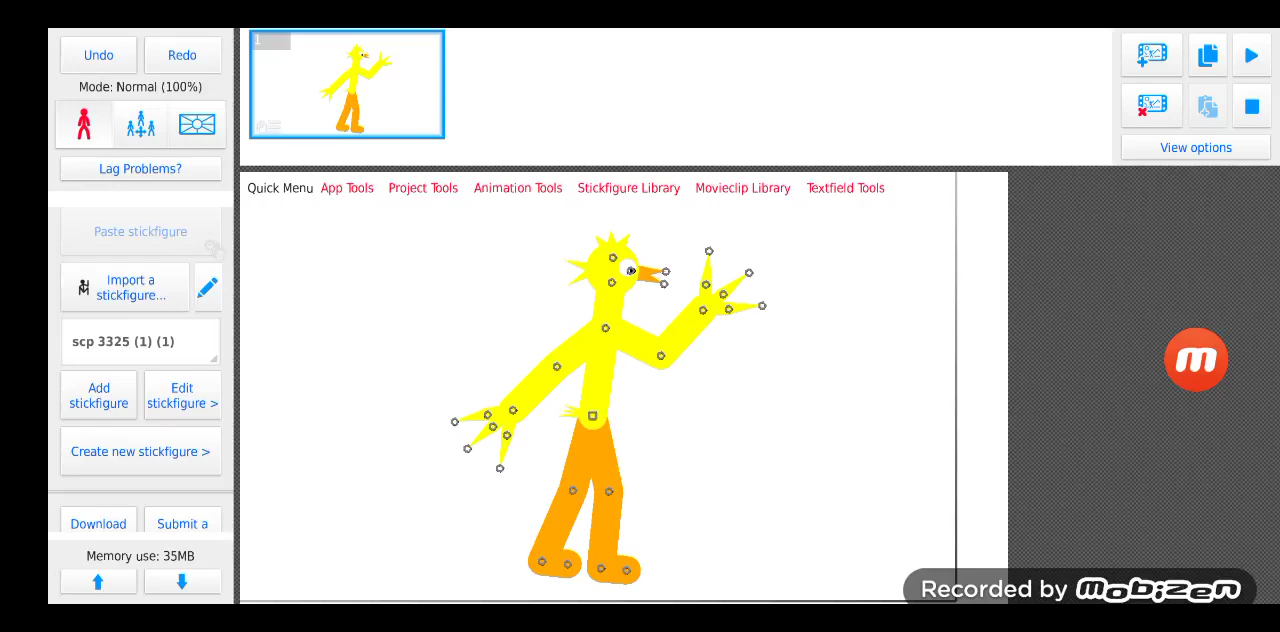 Undo
Redo
Mode: Normal (100%)
Lag Problems?
Paste stickfigure
Import a
stickfigure...
scp 3325 (1) (1)
Add
stickfigure
Edit
stickfigure >
Create new stickfigure >
Download
Submit a
Memory use: 35MB
1
View options
Quick Menu App Tools Project Tools Animation Tools Stickfigure Library Movieclip Library Textfield Tools
m
Recorded by mobizen